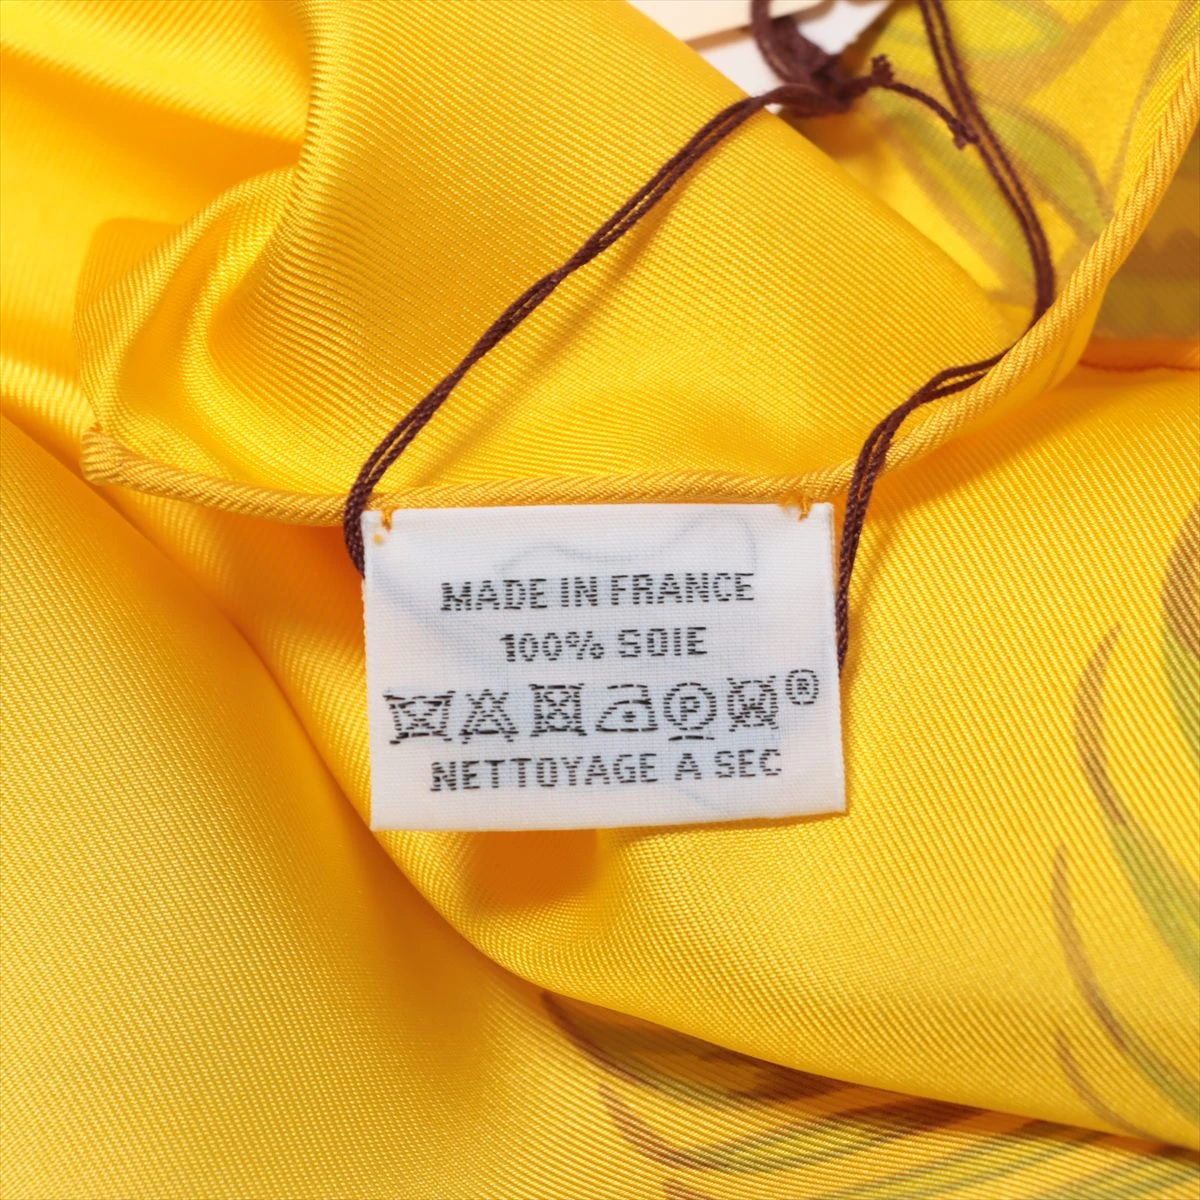 MADE IN FRANCE
100% SOIE
P ®
NETTOYAGE A SEC